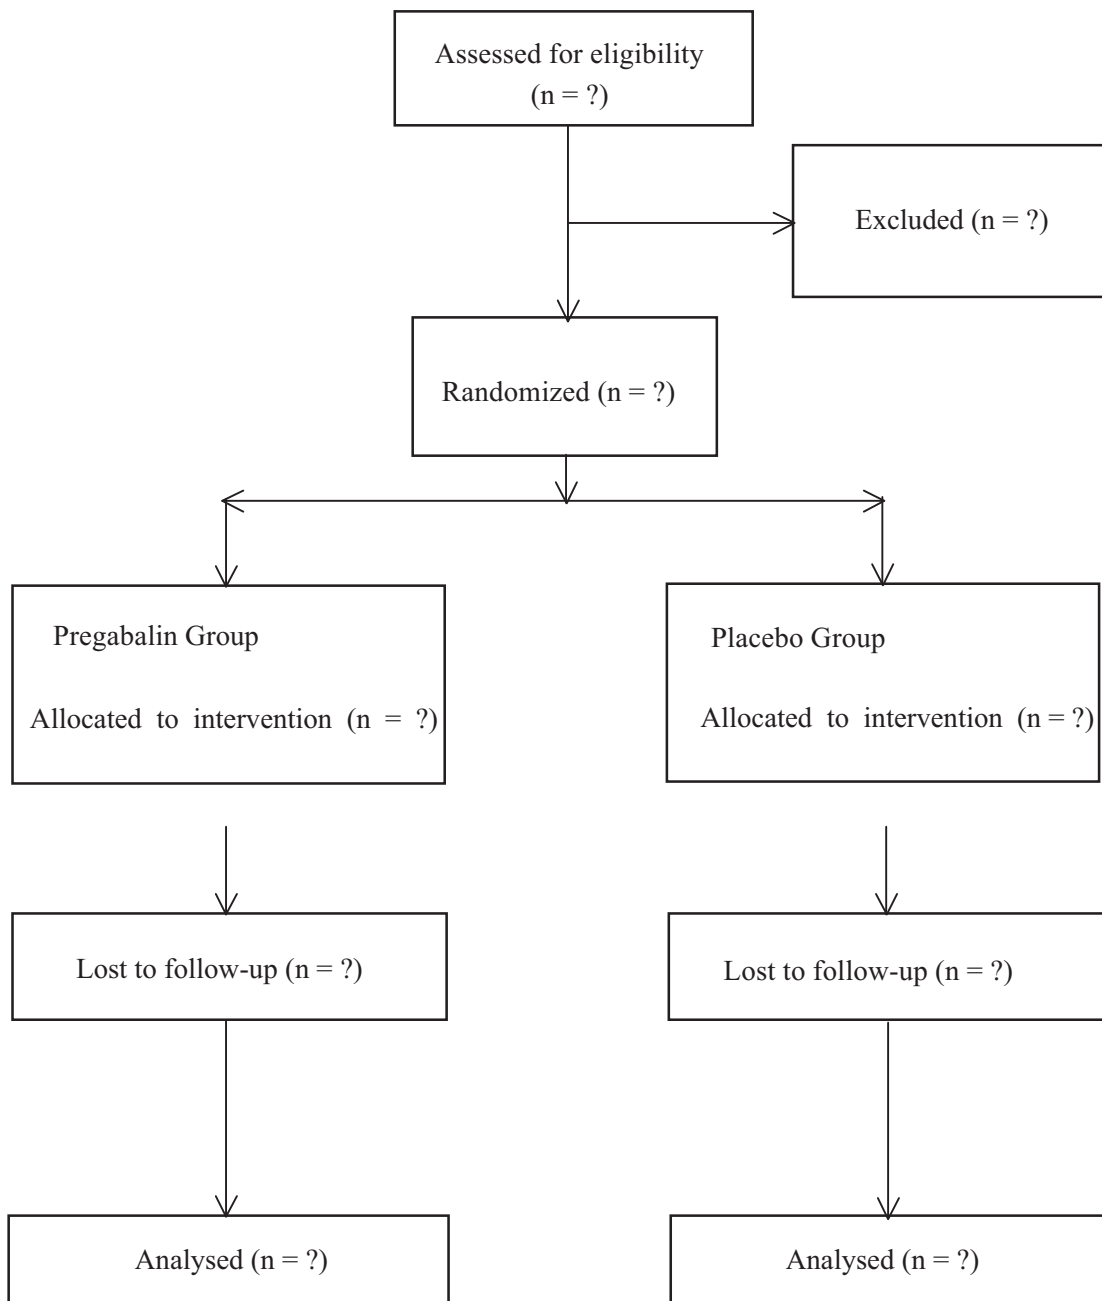 Assessed for eligibility
(n = ?)
Excluded (n = ?)
Randomized (n = ?)
Pregabalin Group
Allocated to intervention (n = ?)
Placebo Group
Allocated to intervention (n = ?)
Lost to follow-up (n = ?)
Lost to follow-up (n = ?)
Analysed (n = ?)
Analysed (n = ?)